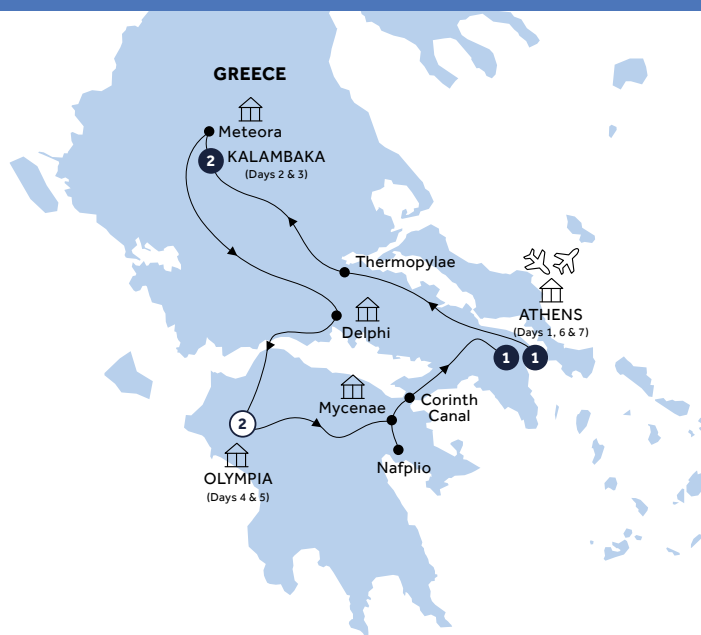 GREECE
Meteora
2
KALAMBAKA
(Days 2 & 3)
Thermopylae
ATHENS
(Days 1, 6 & 7)
1
1
Delphi
Mycenae
Corinth
Canal
2
Nafplio
OLYMPIA
(Days 4 & 5)